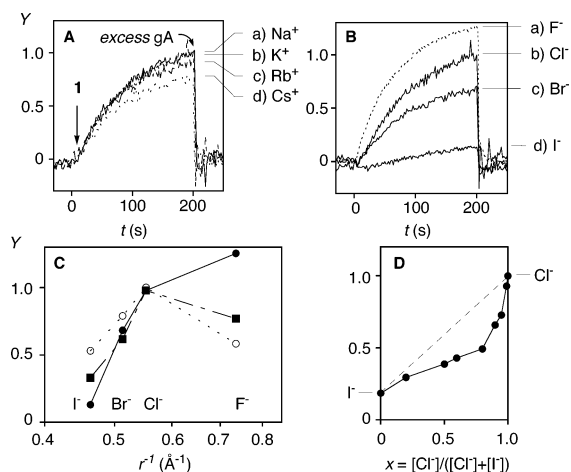 Y
A
excess gA
a) Na⁺
b) K⁺
c) Rb⁺
d) Cs⁺
1
1.0
0.5
0
0 100 200
t (s)
B
a) F⁻
b) Cl⁻
c) Br⁻
d) I⁻
1.0
0.5
0
0 100 200
t (s)
Y
C
1.0
0.5
0
I⁻ Br⁻ Cl⁻ F⁻
0.4 0.5 0.6 0.7 0.8
r⁻¹ (Å⁻¹)
D
Cl⁻
I⁻
1.0
0.5
0
0 0.5 1.0
x = [Cl⁻]/([Cl⁻]+[I⁻])